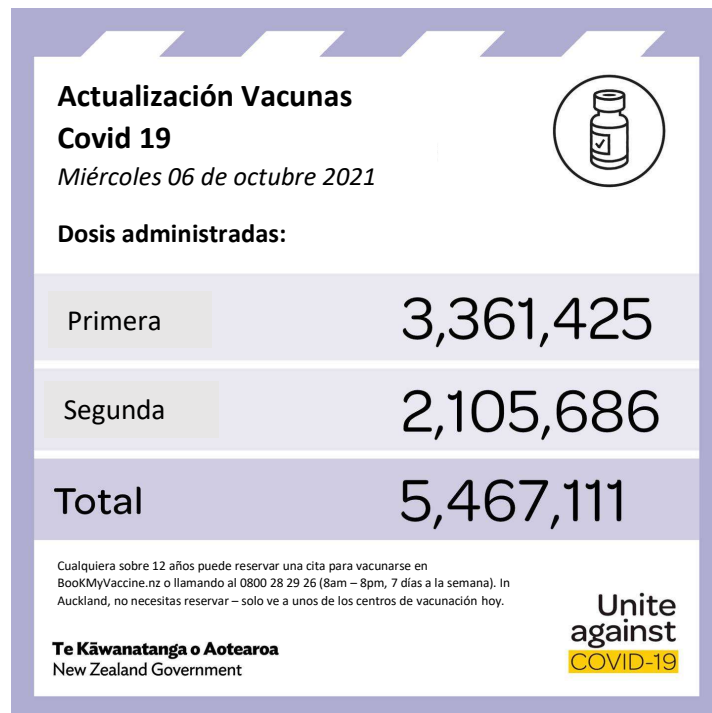 Actualización Vacunas
Covid 19
Miércoles 06 de octubre 2021
Dosis administradas:
Primera 3,361,425
Segunda 2,105,686
Total 5,467,111
Cualquiera sobre 12 años puede reservar una cita para vacunarse en
BooKMyVaccine.nz o llamando al 0800 28 29 26 (8am – 8pm, 7 días a la semana). In
Auckland, no necesitas reservar – solo ve a unos de los centros de vacunación hoy.
Te Kāwanatanga o Aotearoa
New Zealand Government
Unite
against
COVID-19